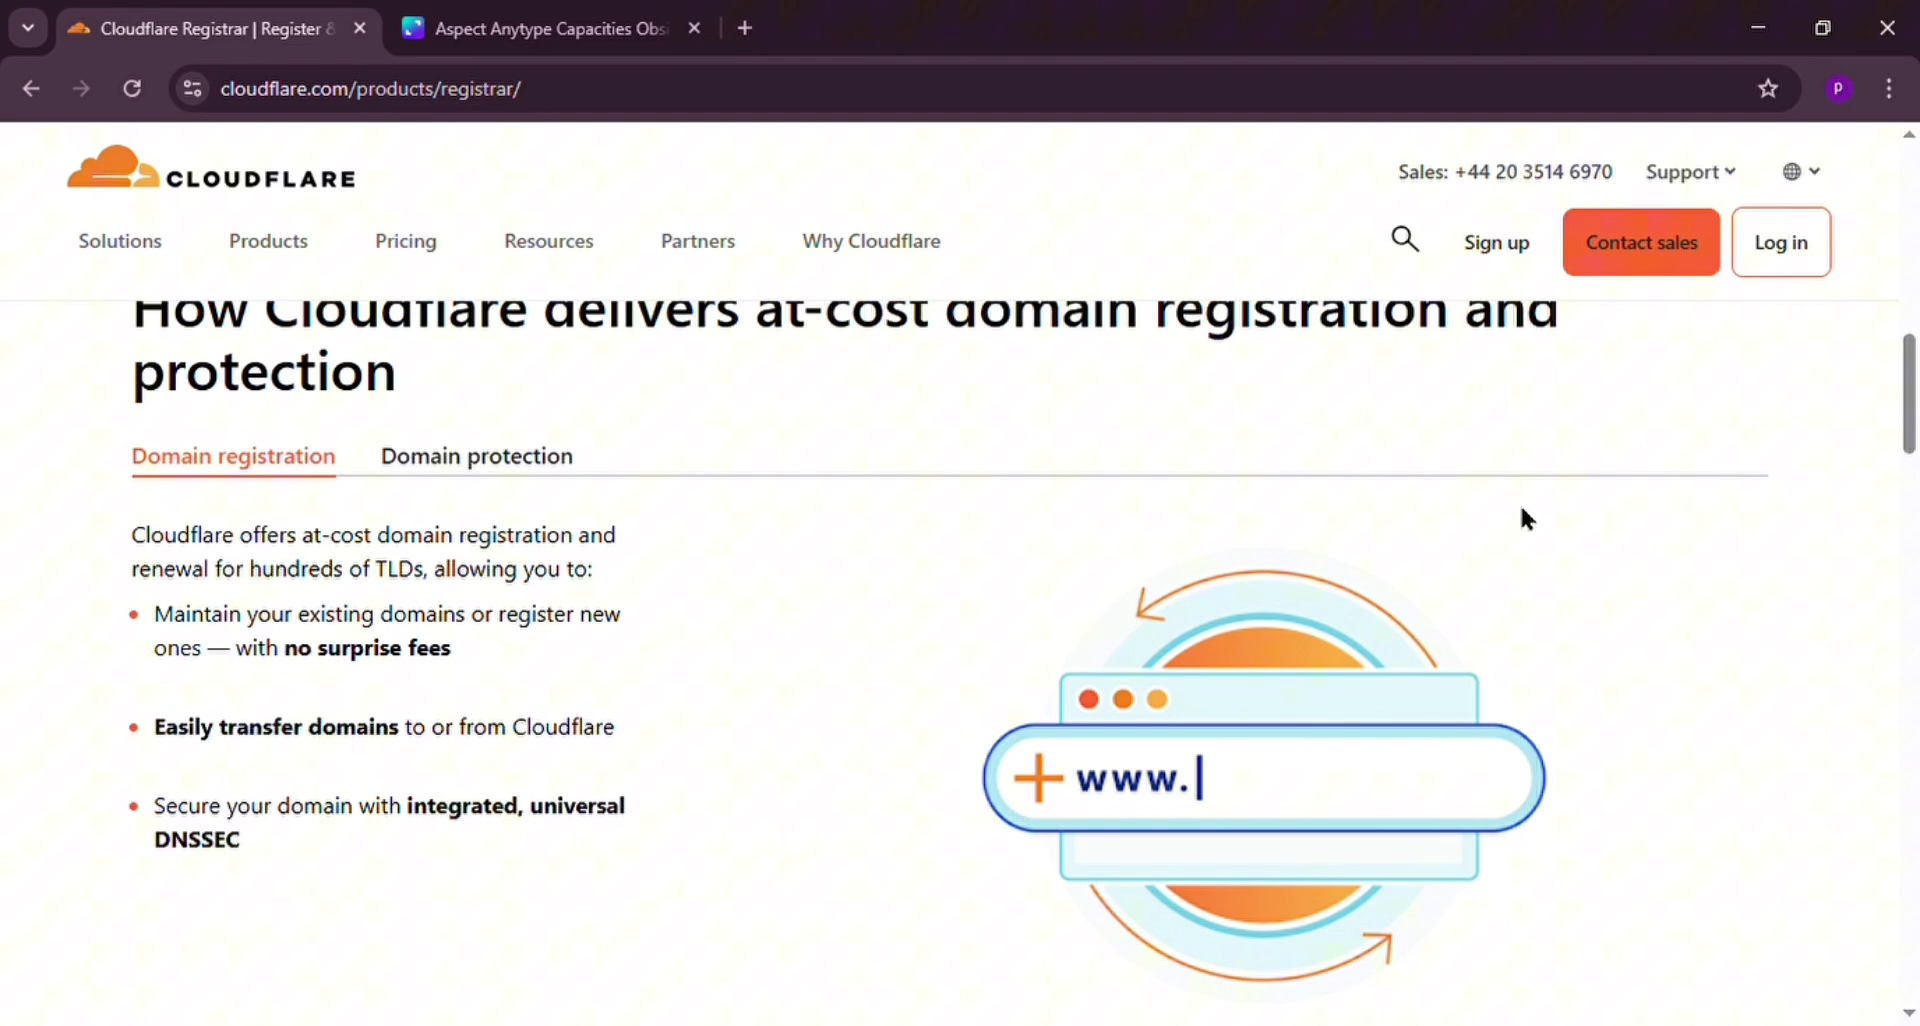 Cloudflare Registrar | Register &
Aspect Anytype Capacities Obsi
cloudflare.com/products/registrar/
p
CLOUDFLARE
Sales: +44 20 3514 6970
Support
Solutions
Products
Pricing
Resources
Partners
Why Cloudflare
Sign up
Contact sales
Log in
How Cloudflare delivers at-cost domain registration and
protection
Domain registration
Domain protection
Cloudflare offers at-cost domain registration and
renewal for hundreds of TLDs, allowing you to:
Maintain your existing domains or register new
ones — with no surprise fees
Easily transfer domains to or from Cloudflare
Secure your domain with integrated, universal
DNSSEC
www.